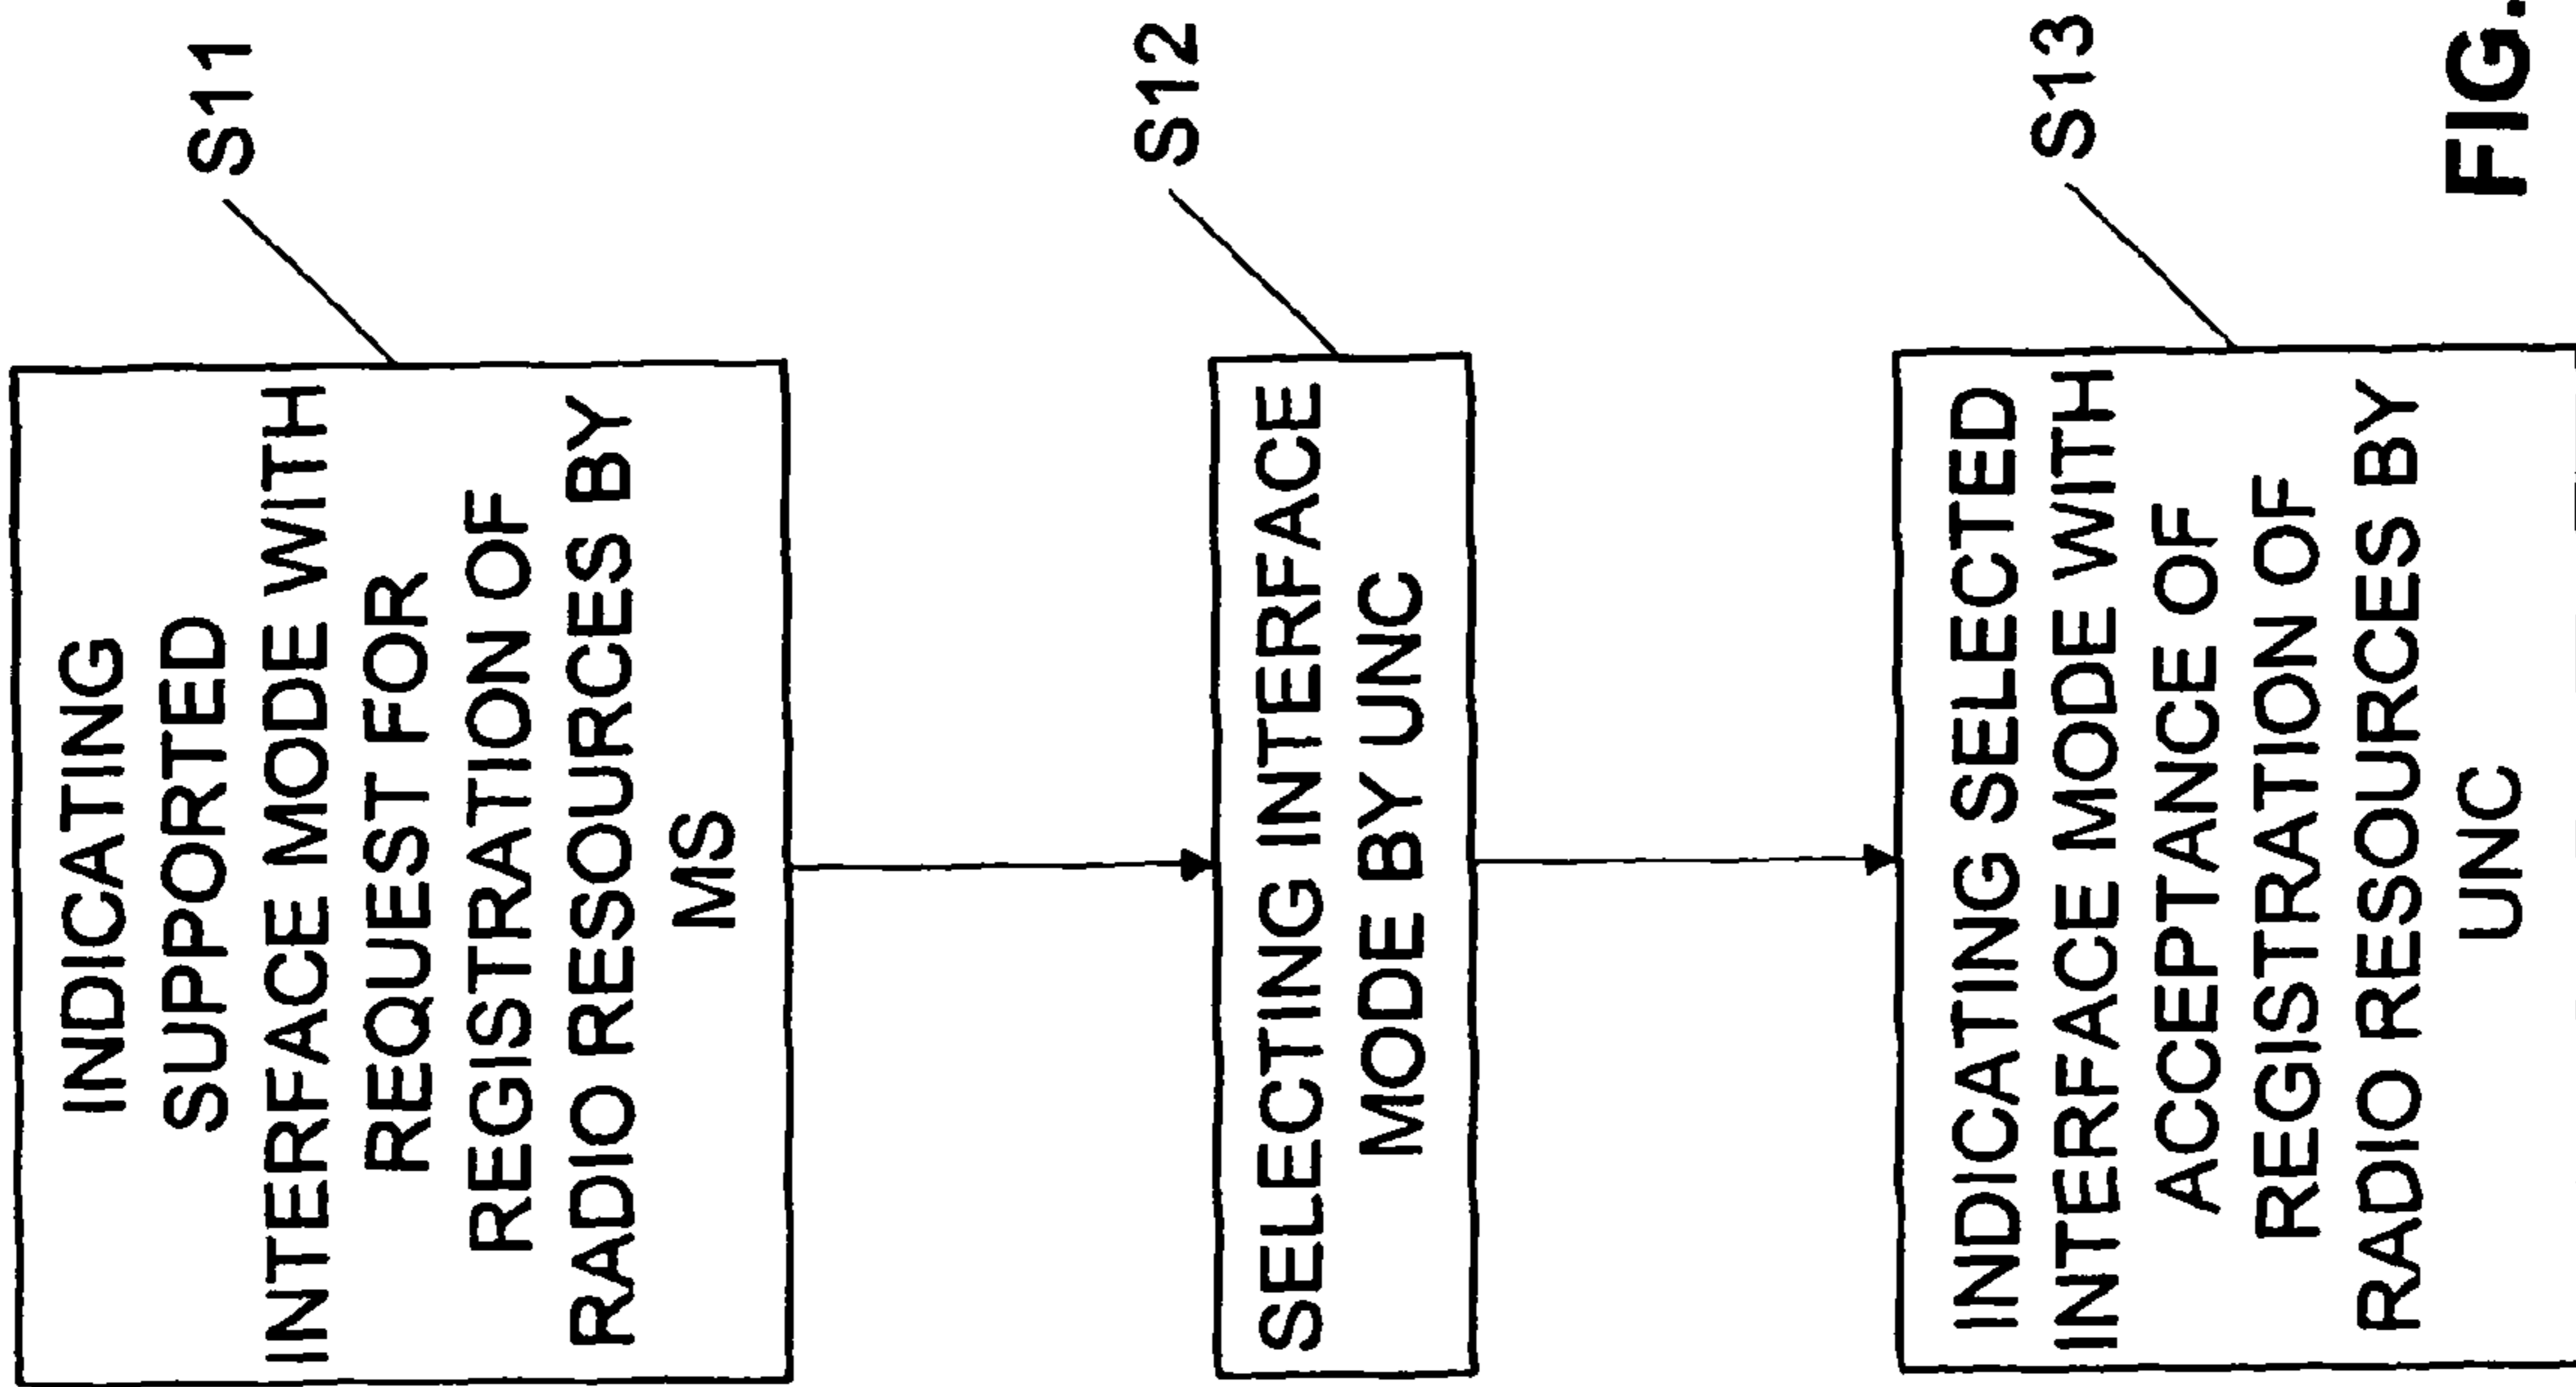 INDICATING
SUPPORTED
INTERFACE MODE WITH
REQUEST FOR
REGISTRATION OF
RADIO RESOURCES BY
MS
S11
SELECTING INTERFACE
MODE BY UNC
S12
INDICATING SELECTED
INTERFACE MODE WITH
ACCEPTANCE OF
REGISTRATION OF
RADIO RESOURCES BY
UNC
S13
FIG.